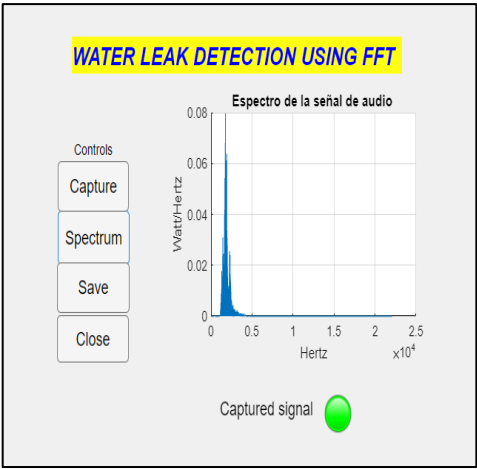 WATER LEAK DETECTION USING FFT
Controls
Capture
Spectrum
Save
Close
Espectro de la señal de audio
Watt/Hertz
0.08
0.06
0.04
0.02
0
0 0.5 1 1.5 2 2.5
Hertz
×10⁴
Captured signal